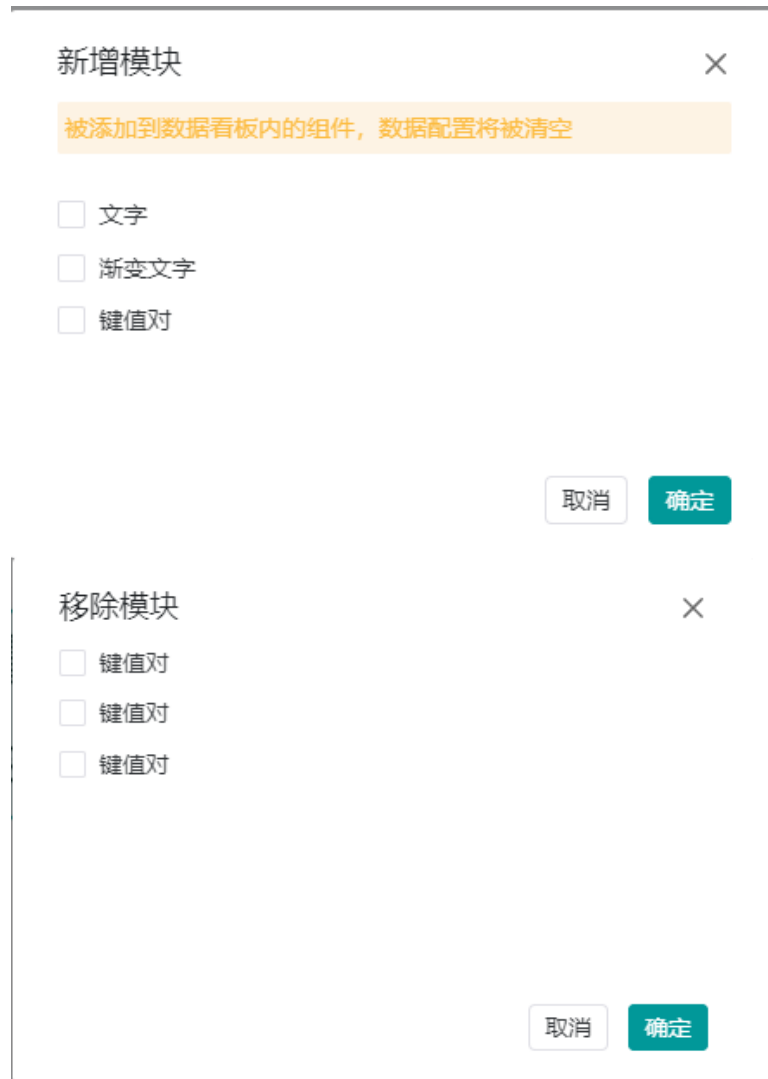 新增模块
被添加到数据看板内的组件，数据配置将被清空
文字
渐变文字
键值对
取消 确定
移除模块
键值对
键值对
键值对
取消 确定